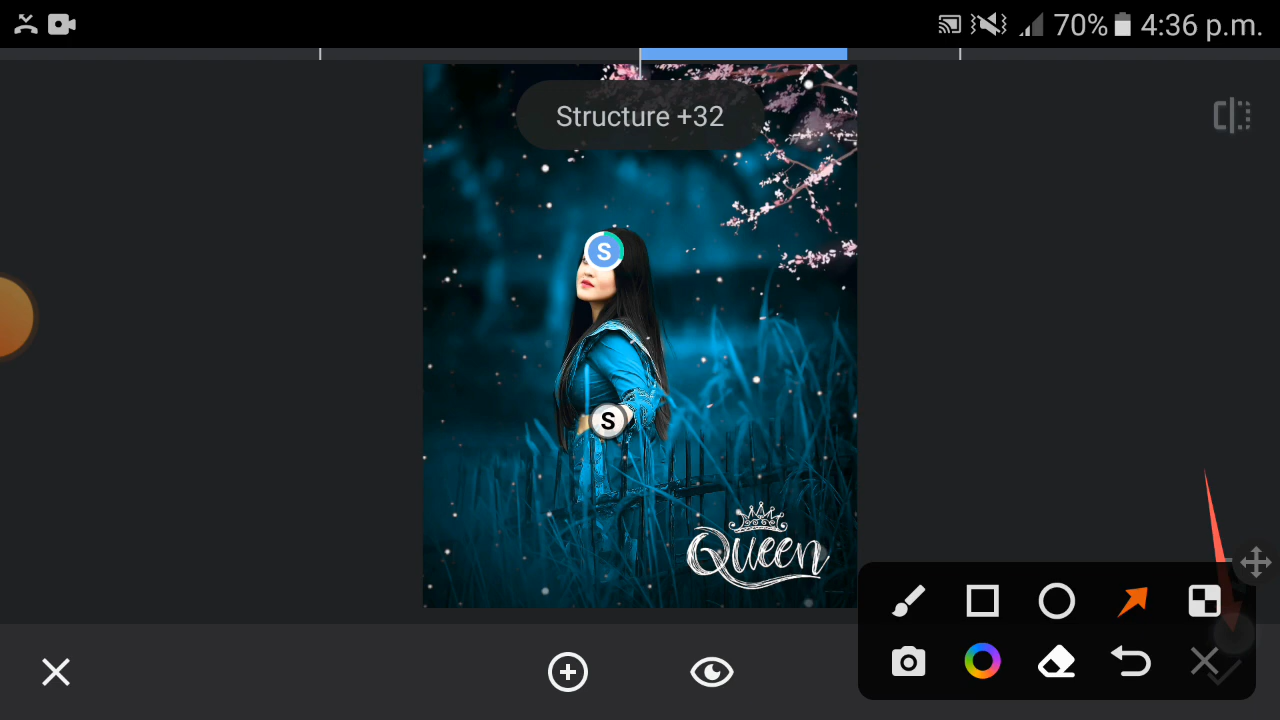 70% 4:36 p.m.
Structure +32
S
S
Queen